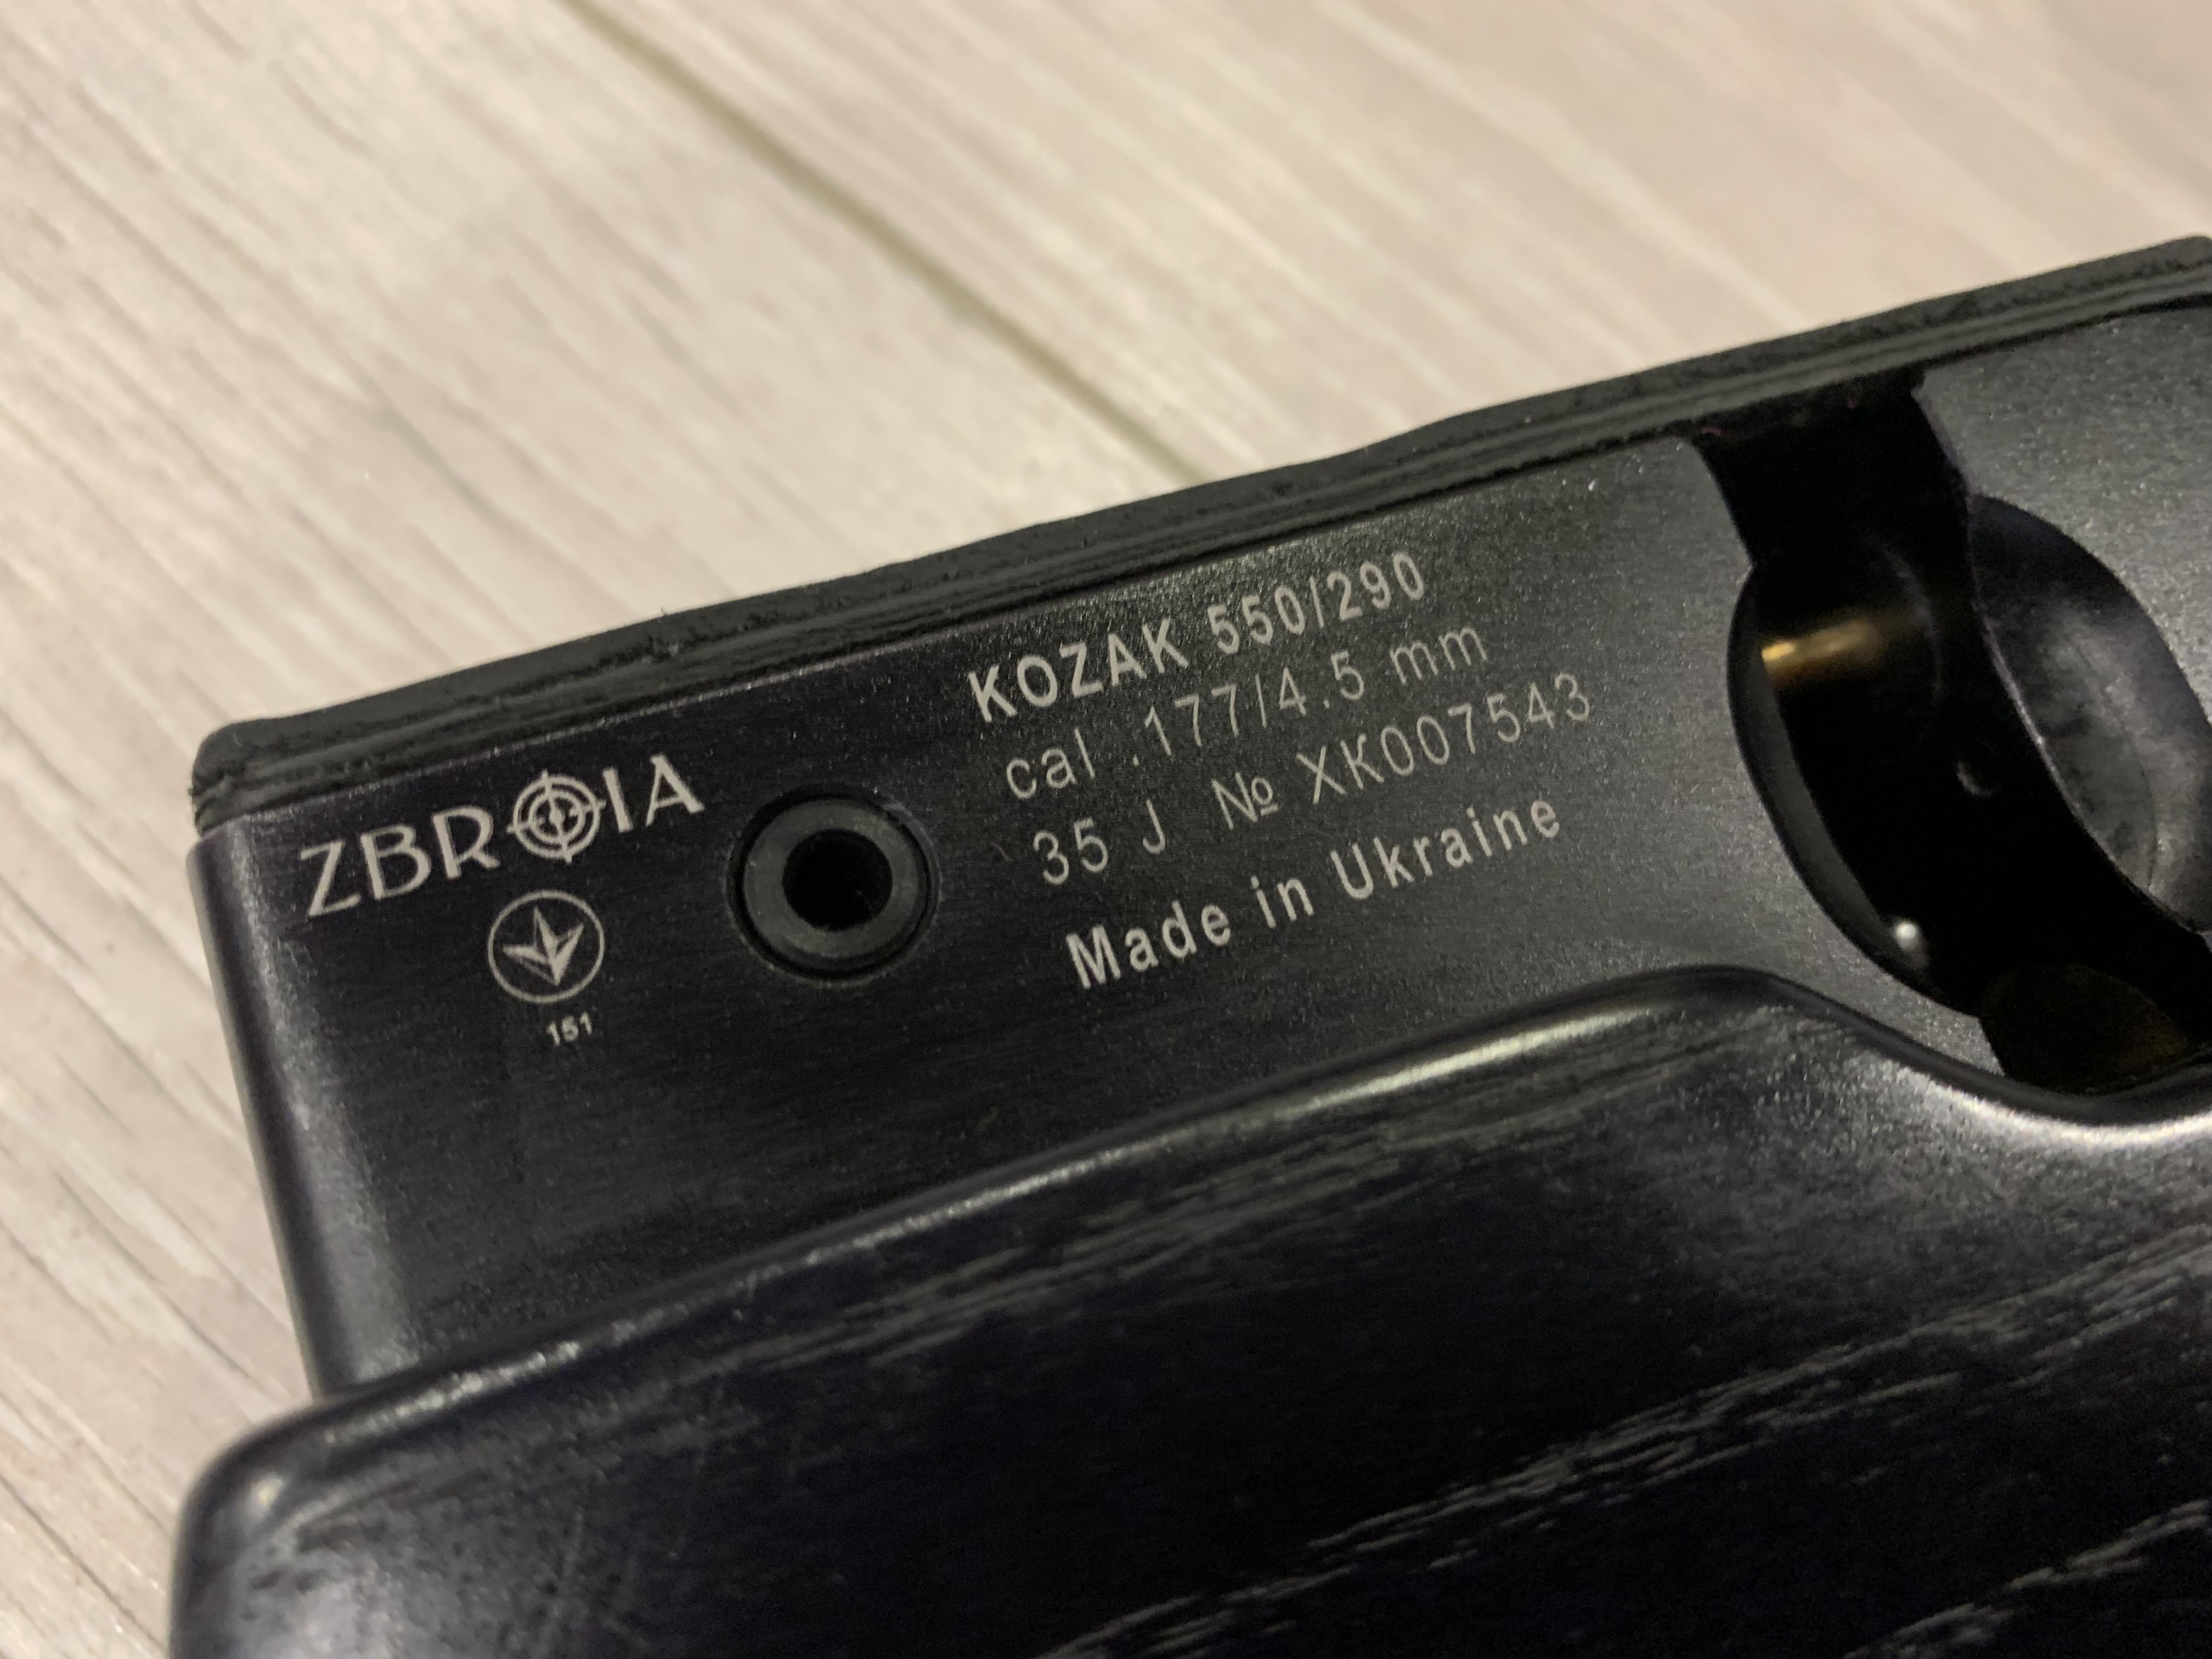 ZBROIA
151
KOZAK 550/290
cal .177/4.5 mm
35 J № XK007543
Made in Ukraine